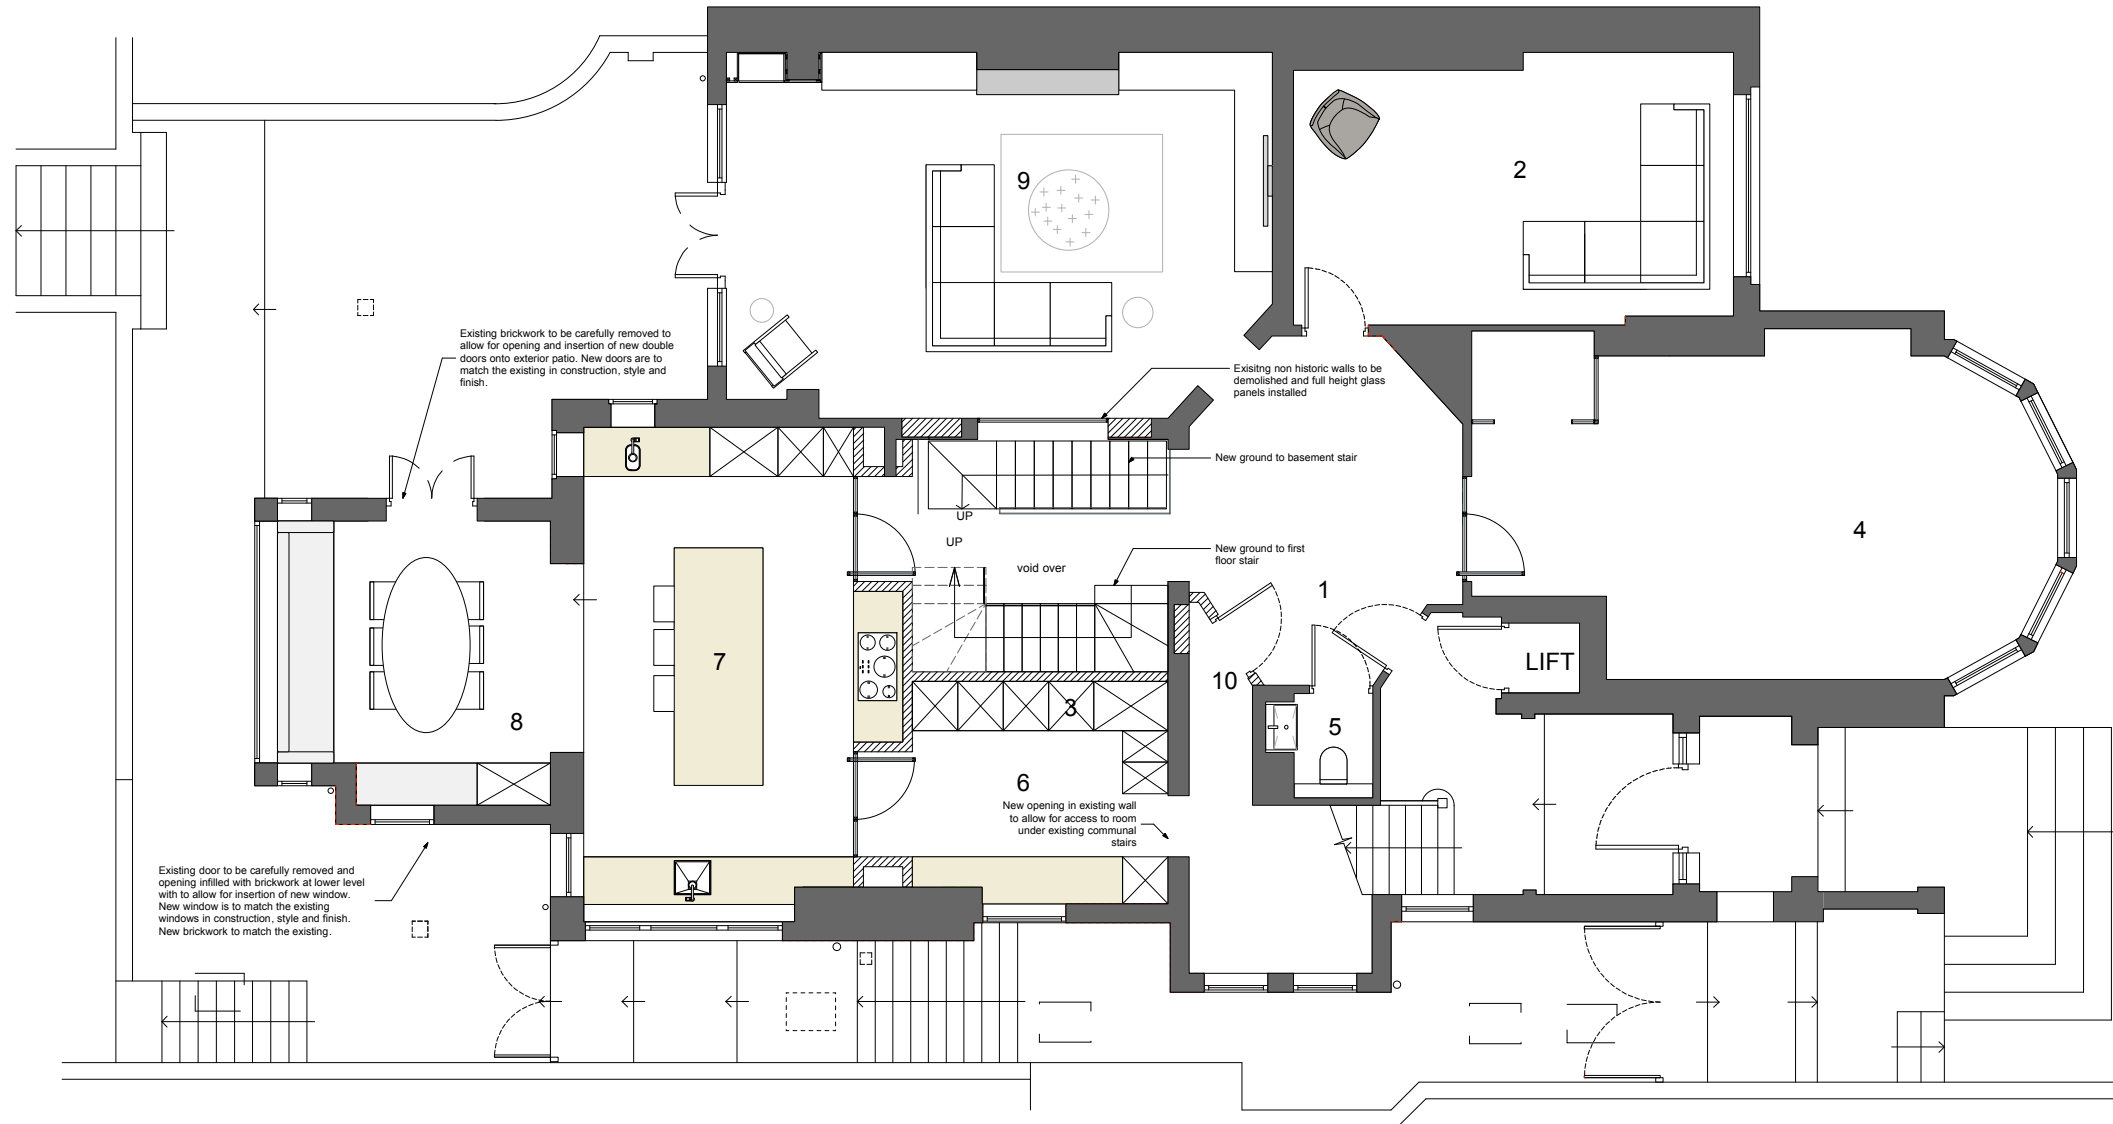 9
2
Existing brickwork to be carefully removed to
allow for opening and insertion of new double
doors onto exterior patio. New doors are to
match the existing in construction, style and
finish.
Exisitng non historic walls to be
demolished and full height glass
panels installed
New ground to basement stair
UP
UP
void over
New ground to first
floor stair
4
1
7
LIFT
10
3
8
5
6
New opening in existing wall
to allow for access to room
under existing communal
stairs
Existing door to be carefully removed and
opening infilled with brickwork at lower level
with to allow for insertion of new window.
New window is to match the existing
windows in construction, style and finish.
New brickwork to match the existing.